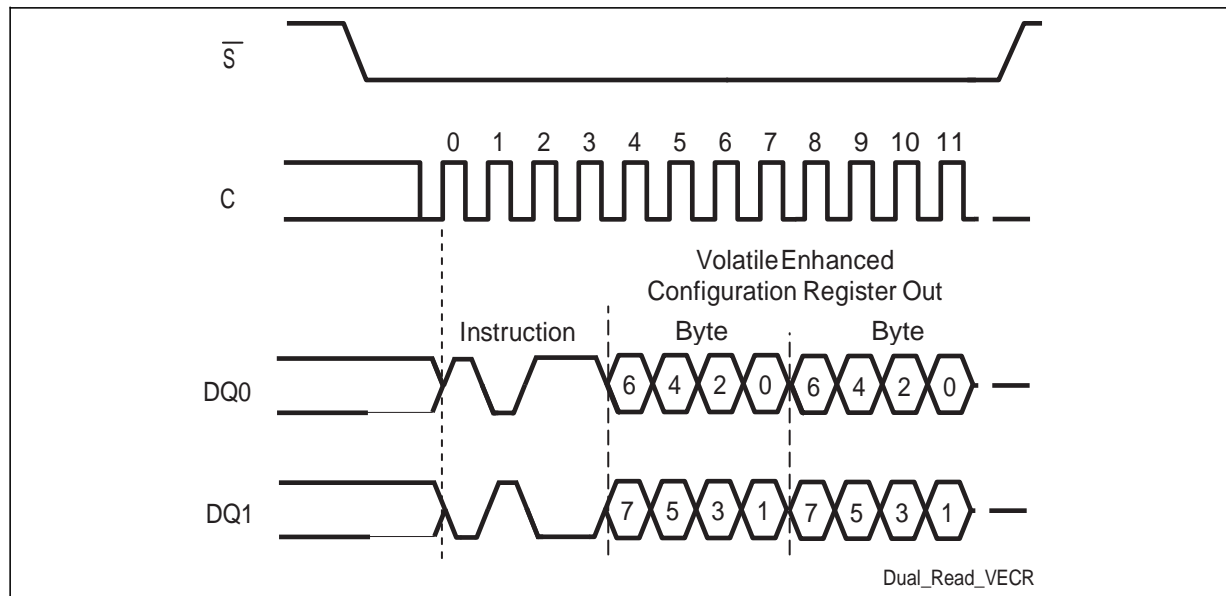 S
0 1 2 3 4 5 6 7 8 9 10 11
C
Volatile Enhanced
Configuration Register Out
Instruction Byte Byte
DQ0 6 4 2 0 6 4 2 0
DQ1 7 5 3 1 7 5 3 1
Dual_Read_VECR